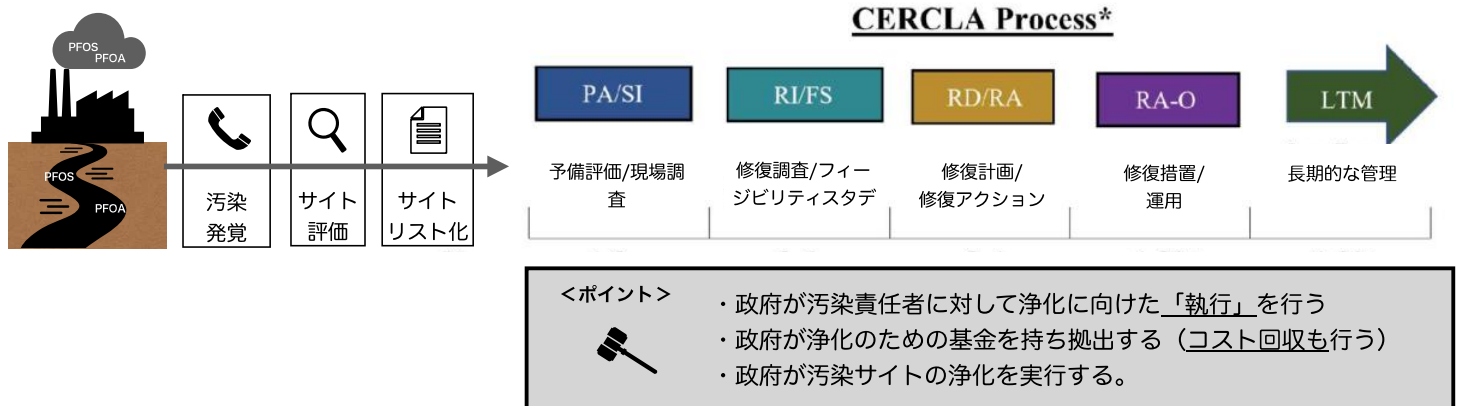 PFOS
PFOA
PFOS
PFOA
汚染
発覚
サイト
評価
サイト
リスト化
CERCLA Process*
PA/SI
RI/FS
RD/RA
RA-O
LTM
予備評価/現場調
査
修復調査/フィー
ジビリティスタデ
修復計画/
修復アクション
修復措置/
運用
長期的な管理
＜ポイント＞
・政府が汚染責任者に対して浄化に向けた「執行」を行う
・政府が浄化のための基金を持ち拠出する（コスト回収も行う）
・政府が汚染サイトの浄化を実行する。